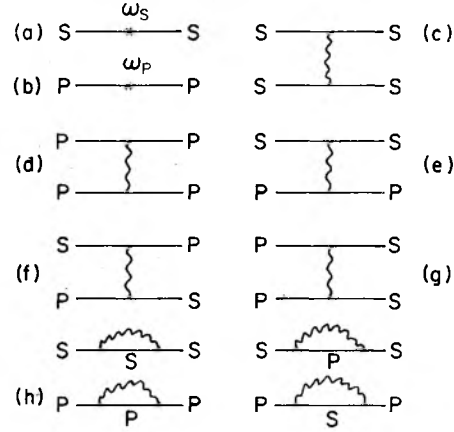 ω_S
(a) S S S S (c)
ω_P
(b) P P S S
P P S S
(d) (e)
P P P P
S P P S
(f) (g)
P S P S
S S S P S
S
(h) P P P P
P S